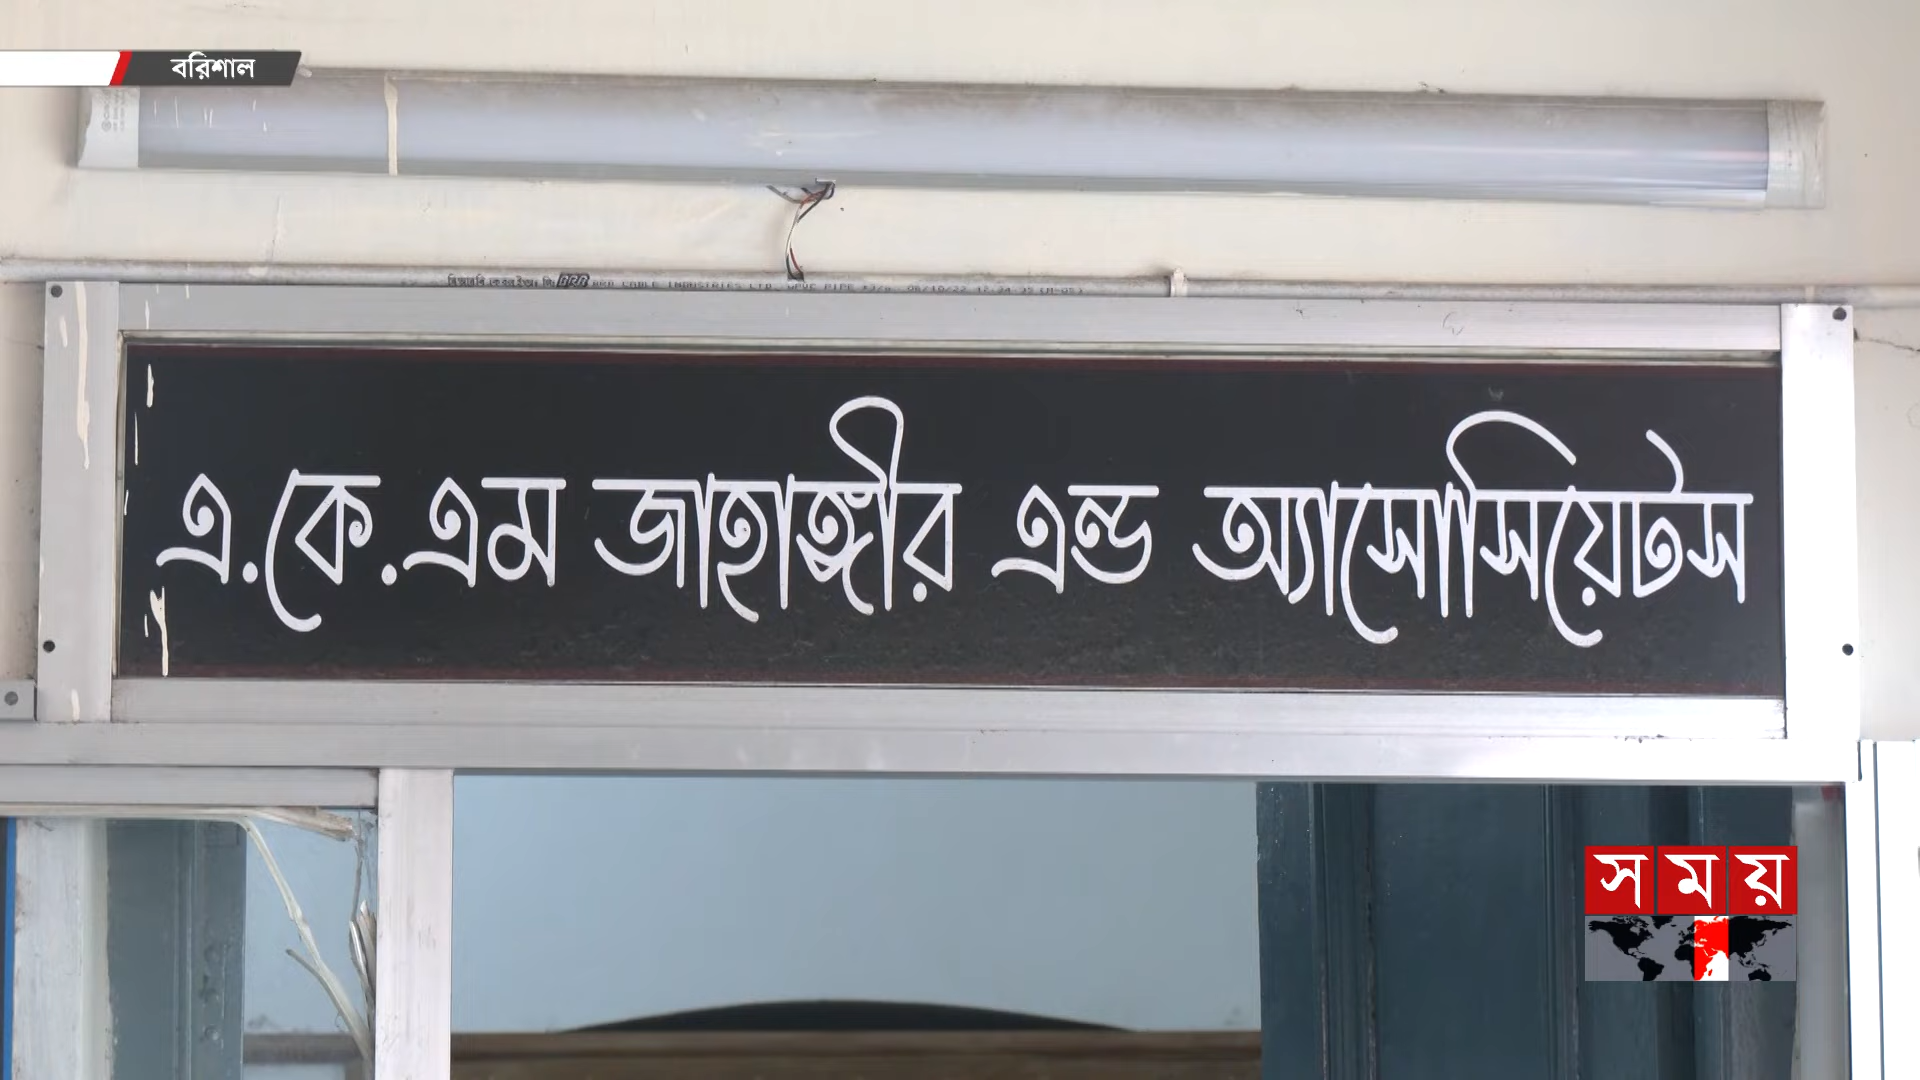 বরিশাল
এ.কে.এম জাহাঙ্গীর এন্ড অ্যাসোসিয়েটস
সময়